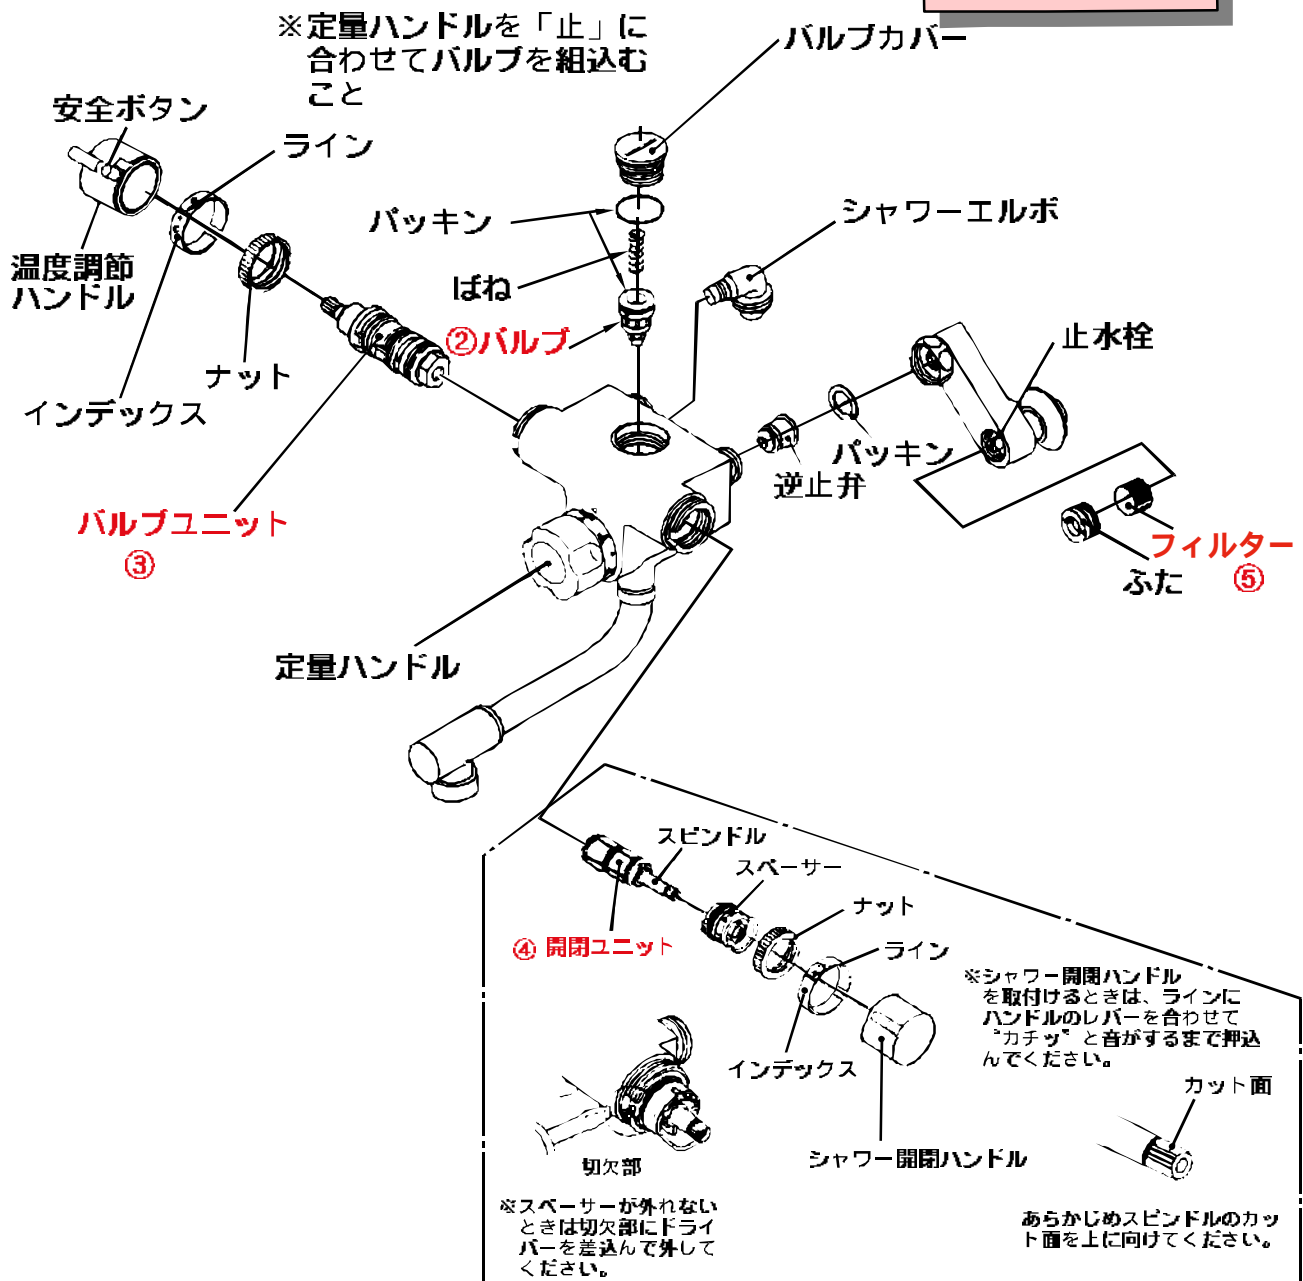 ※定量ハンドルを「止」に
合わせてバルブを組込む
こと
バルブカバー
安全ボタン
ライン
パッキン
シャワーエルボ
温度調節
ハンドル
ばね
②バルブ
止水栓
ナット
インデックス
パッキン
逆止弁
バルブユニット
③
フィルター
⑤
ふた
定量ハンドル
スピンドル
スペーサー
ナット
④ 開閉ユニット
ライン
※シャワー開閉ハンドル
を取付けるときは、ラインに
ハンドルのレバーを合わせて
"カチッ" と音がするまで押込
んでください。
インデックス
カット面
シャワー開閉ハンドル
切欠部
※スペーサーが外れない
ときは切欠部にドライ
バーを差込んで外して
ください。
あらかじめスピンドルのカッ
ト面を上に向けてください。